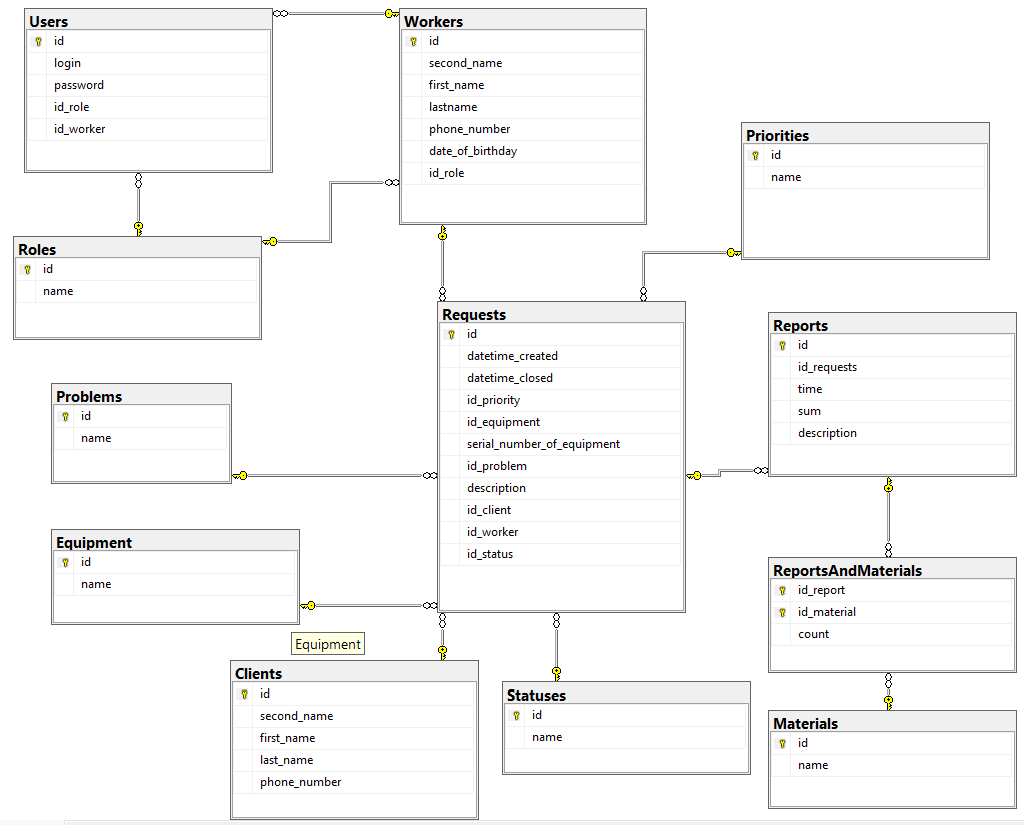 Users
id
login
password
id_role
id_worker
Workers
id
second_name
first_name
lastname
phone_number
date_of_birthday
id_role
Priorities
id
name
Roles
id
name
Requests
id
datetime_created
datetime_closed
id_priority
id_equipment
serial_number_of_equipment
id_problem
description
id_client
id_worker
id_status
Reports
id
id_requests
time
sum
description
Problems
id
name
Equipment
id
name
Equipment
ReportsAndMaterials
id_report
id_material
count
Clients
id
second_name
first_name
last_name
phone_number
Statuses
id
name
Materials
id
name